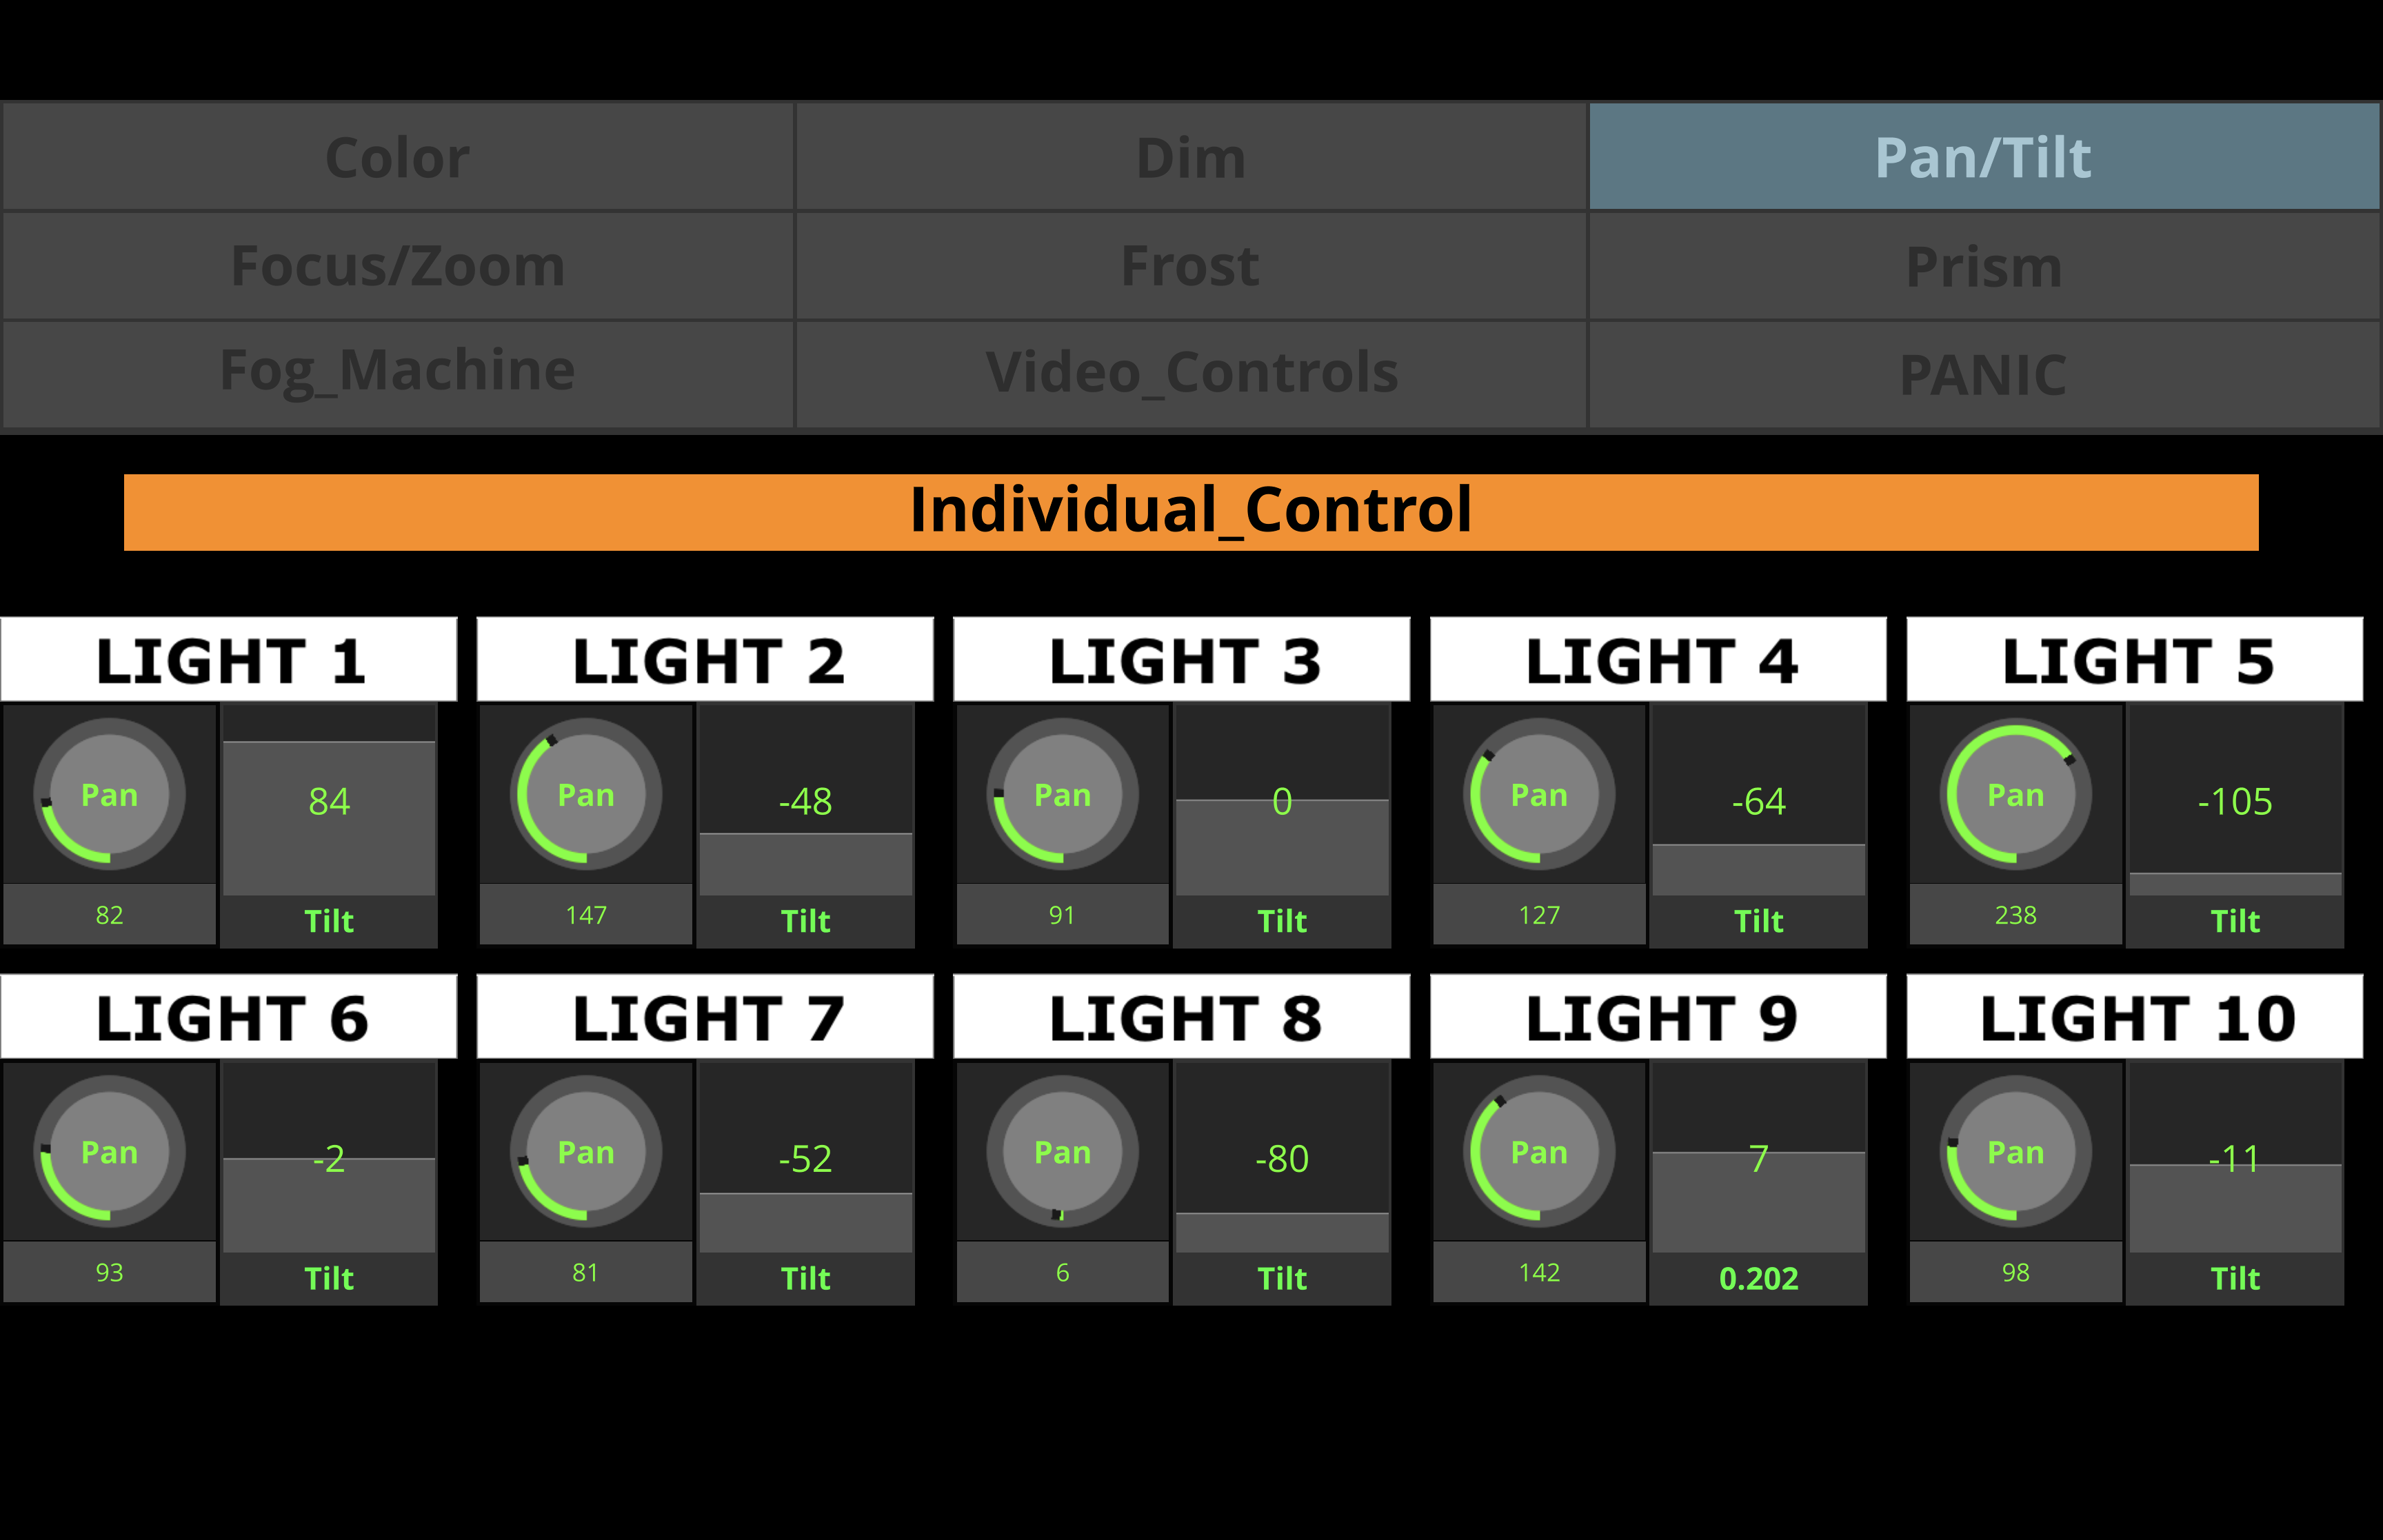 Color Dim Pan/Tilt
Focus/Zoom Frost Prism
Fog_Machine Video_Controls PANIC
Individual_Control
LIGHT 1 LIGHT 2 LIGHT 3 LIGHT 4 LIGHT 5
Pan 84 Pan -48 Pan 0 Pan -64 Pan -105
82 Tilt 147 Tilt 91 Tilt 127 Tilt 238 Tilt
LIGHT 6 LIGHT 7 LIGHT 8 LIGHT 9 LIGHT 10
Pan -2 Pan -52 Pan -80 Pan 7 Pan -11
93 Tilt 81 Tilt 6 Tilt 142 0.202 98 Tilt